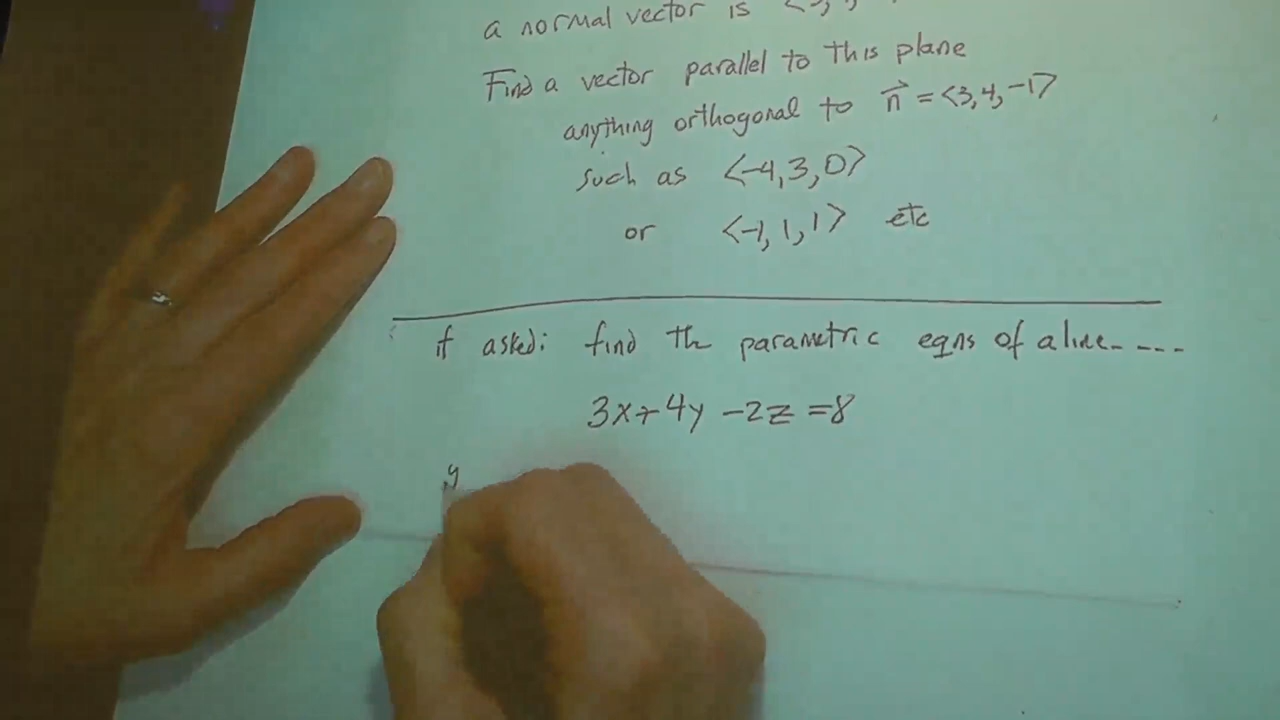 a normal vector is <
Find a vector parallel to this plane
anything orthogonal to n⃗ = <3, 4, -1>
such as <-4, 3, 0>
or <-1, 1, 1> etc
if asked: find th parametric eqns of a line----
3x+4y -2z =8
y